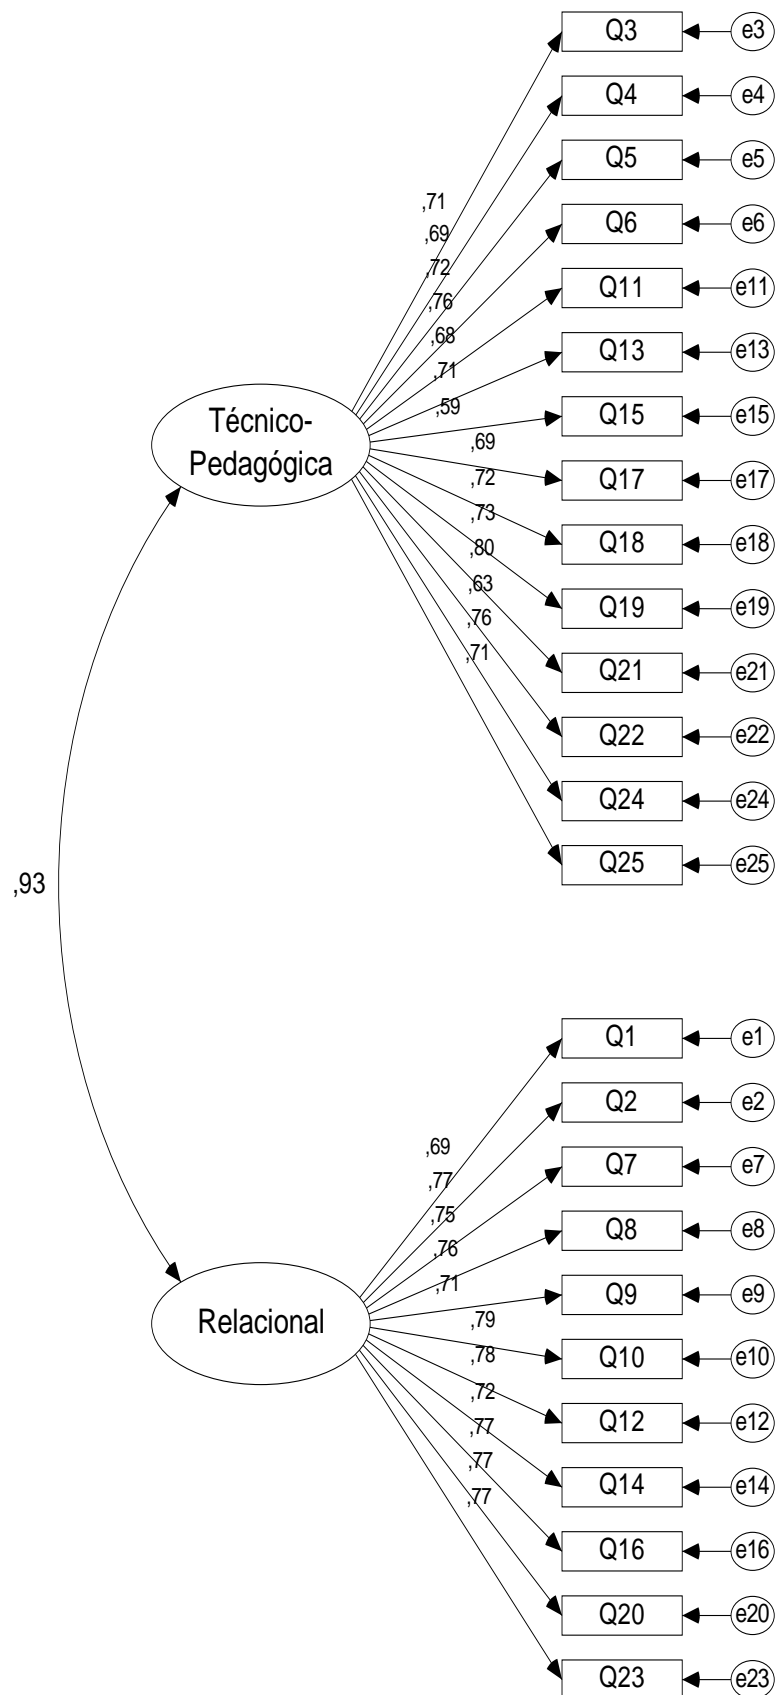 Q3 e3
Q4 e4
Q5 e5
,71
Q6 e6
,69
,72
Q11 e11
,76
,68
Q13 e13
,71
,59
Técnico-
Q15 e15
,69
Pedagógica
Q17 e17
,72
,73
Q18 e18
,80
,63
Q19 e19
,76
,71
Q21 e21
Q22 e22
Q24 e24
Q25 e25
,93
Q1 e1
Q2 e2
,69
Q7 e7
,77
,75
Q8 e8
,76
,71
Q9 e9
Relacional
,79
,78
Q10 e10
,72
Q12 e12
,77
,77
Q14 e14
,77
Q16 e16
Q20 e20
Q23 e23